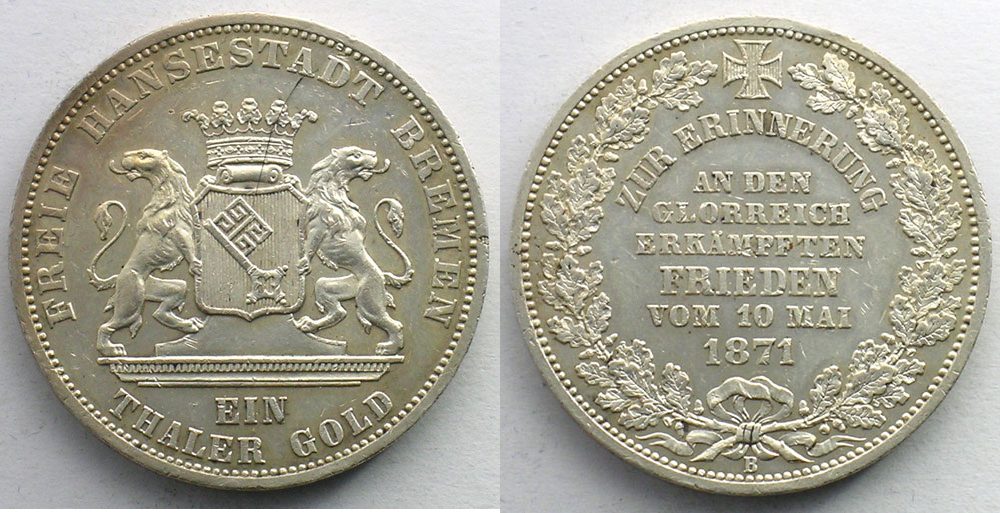 FREIE HANSESTADT BREMEN
EIN
THALER GOLD
ZUR ERINNERUNG
AN DEN
GLORREICH
ERKÄMPFTEN
FRIEDEN
VOM 10 MAI
1871
B